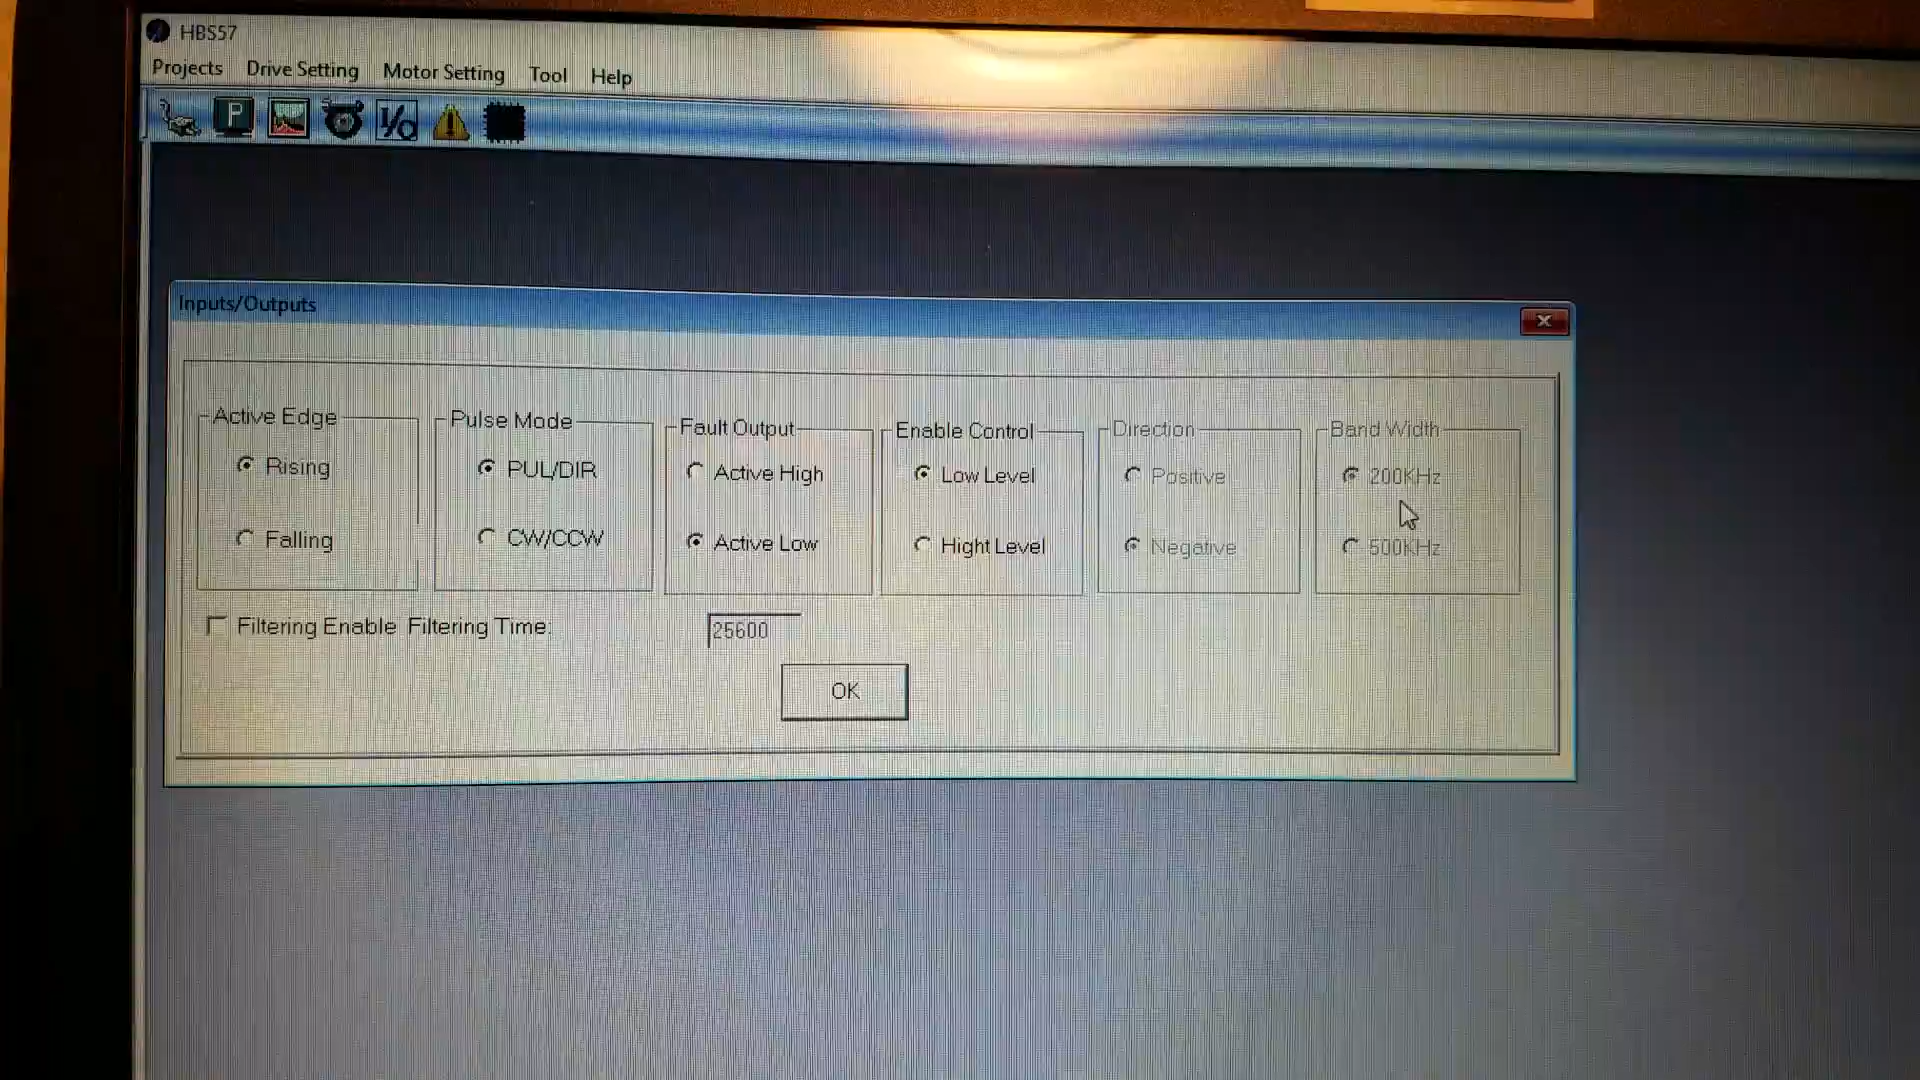 HBS57
Projects Drive Setting Motor Setting Tool Help
P I/O
Inputs/Outputs
Active Edge Pulse Mode Fault Output Enable Control Direction Band Width
Rising PUL/DIR Active High Low Level Positive 200KHz
Falling CW/CCW Active Low Hight Level Negative 500KHz
Filtering Enable Filtering Time: 25600
OK